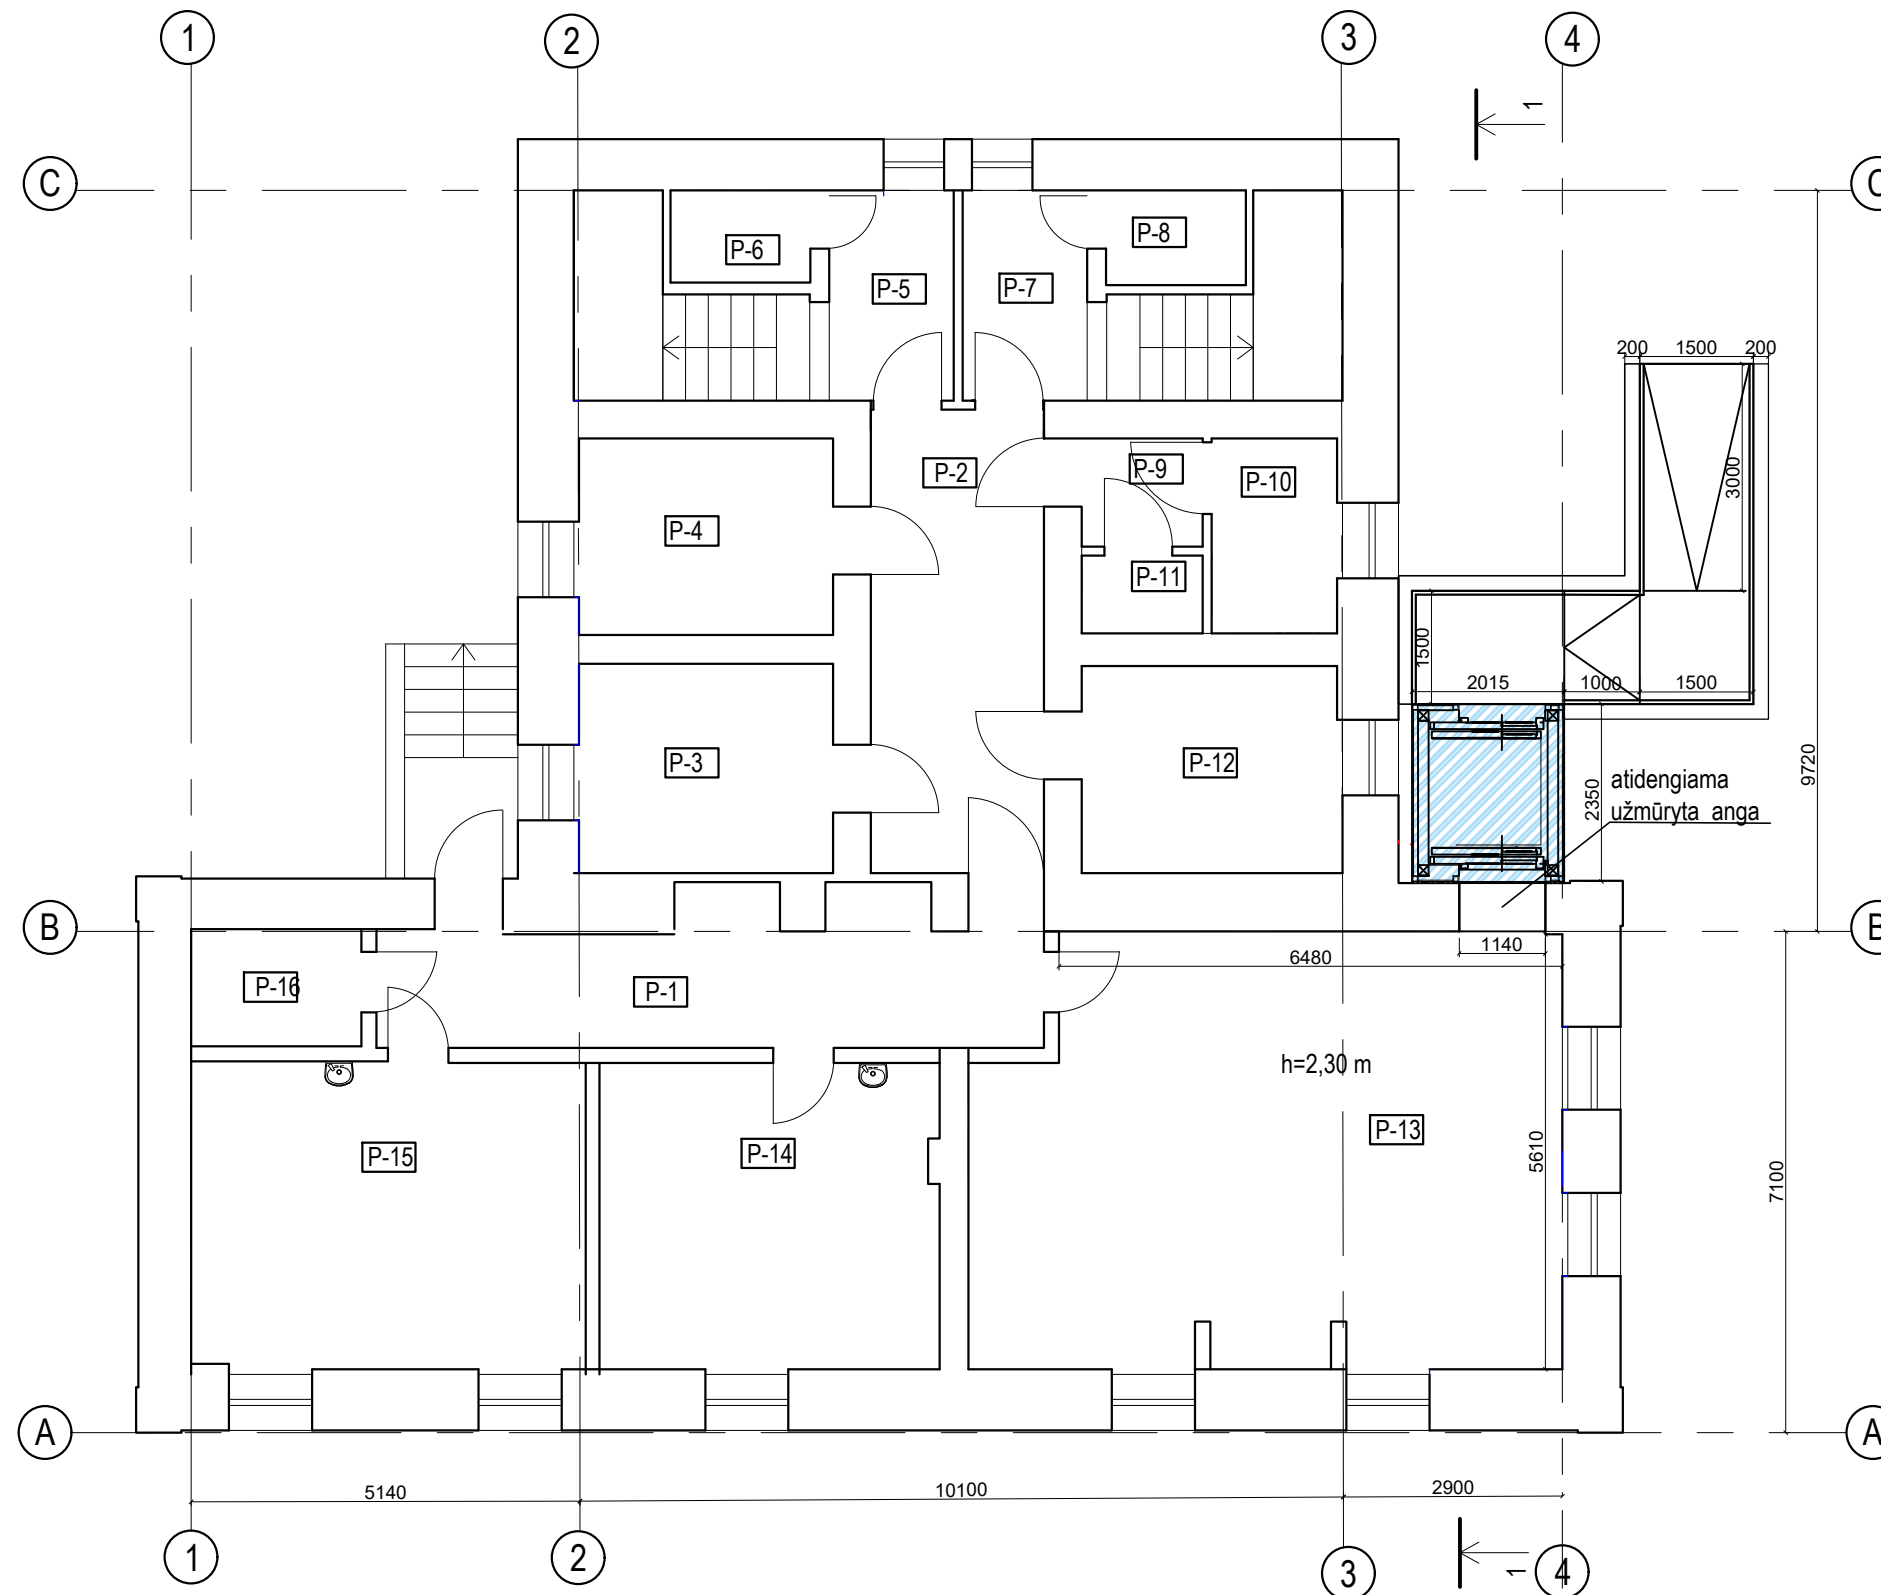 1
2
3
4
1
C
C
P-6
P-8
P-5
P-7
200
1500
200
P-2
P-9
P-10
3000
P-4
P-11
1500
2015
1000
1500
P-3
P-12
9720
2350
atidengiama
užmūryta anga
B
B
1140
6480
P-16
P-1
h=2,30 m
P-13
P-15
P-14
5610
7100
A
A
5140
10100
2900
1
2
3
4
1